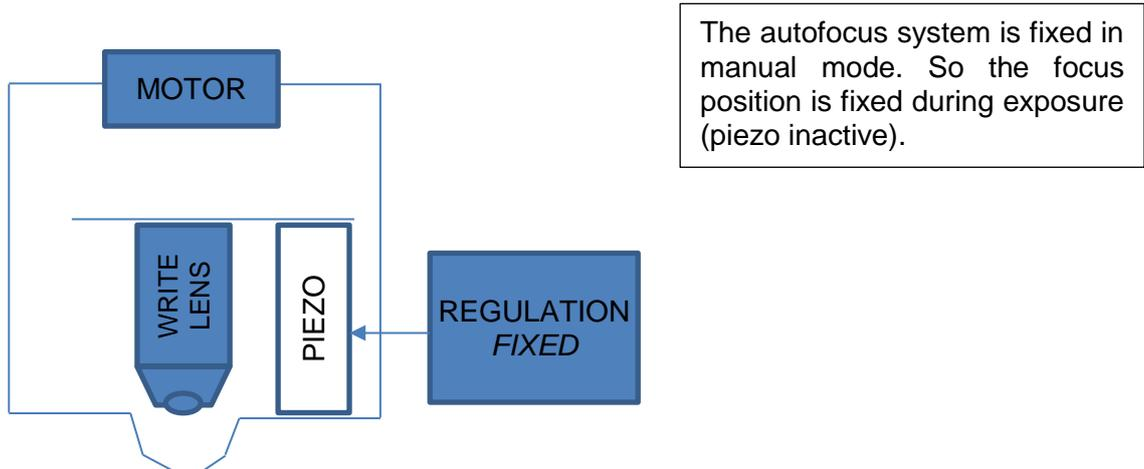 MOTOR
The autofocus system is fixed in
manual mode. So the focus
position is fixed during exposure
(piezo inactive).
WRITE
LENS
PIEZO
REGULATION
FIXED